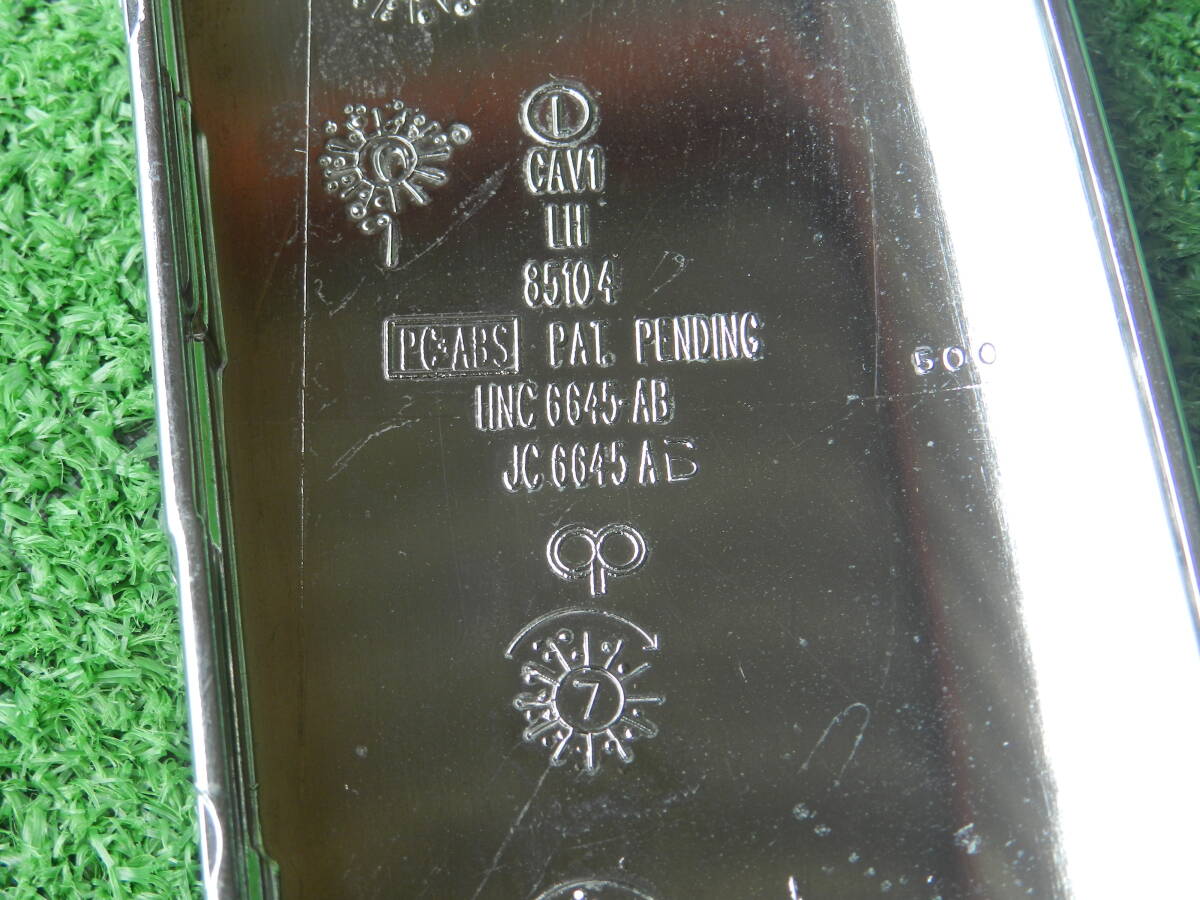 L
CAV1
LH
85104
PC+ABS PAT. PENDING
500
HNC 6645-AB
JC 6645 AB
7